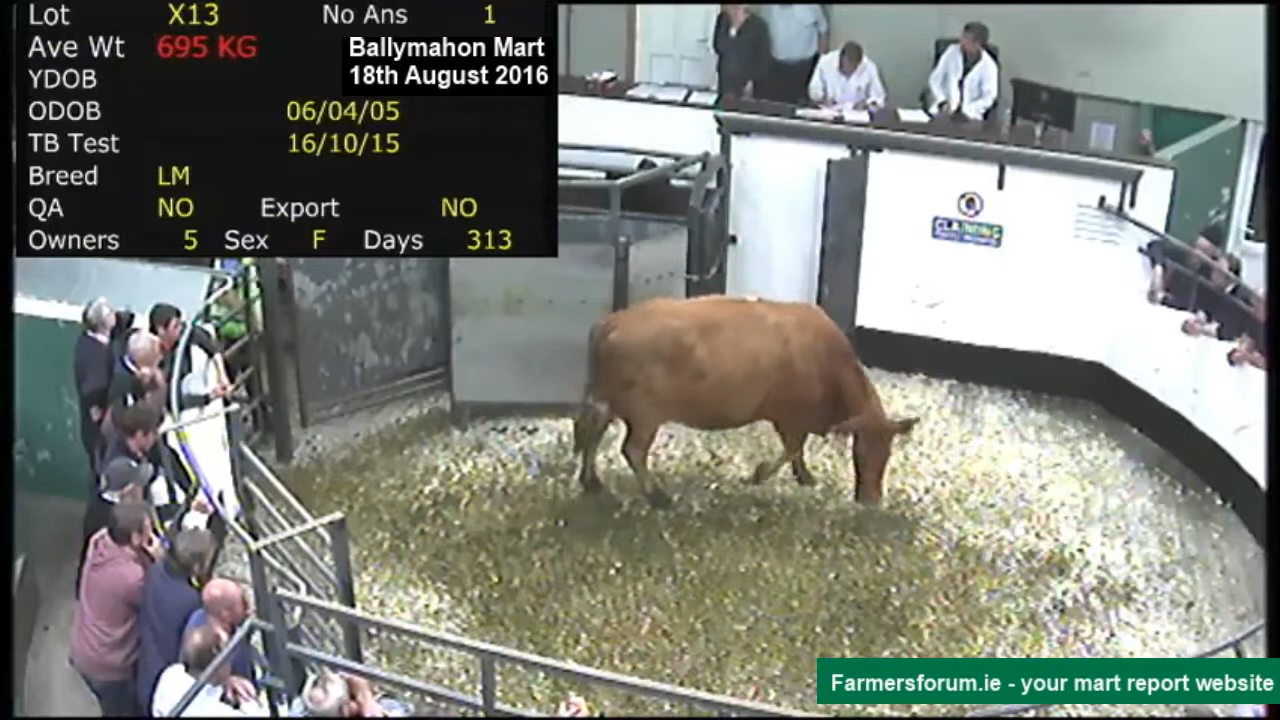 Lot X13 No Ans 1
Ave Wt 695 KG
Ballymahon Mart
18th August 2016
YDOB
ODOB 06/04/05
TB Test 16/10/15
Breed LM
QA NO Export NO
Owners 5 Sex F Days 313
Farmersforum.ie - your mart report website